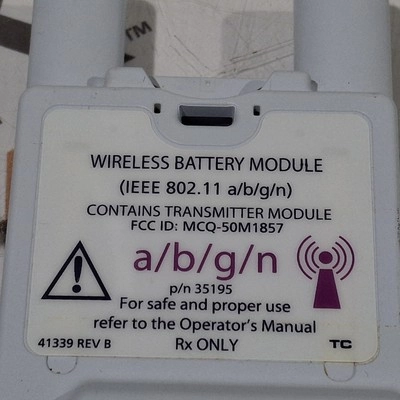 TM
WIRELESS BATTERY MODULE
(IEEE 802.11 a/b/g/n)
CONTAINS TRANSMITTER MODULE
FCC ID: MCQ-50M1857
a/b/g/n
p/n 35195
For safe and proper use
refer to the Operator's Manual
41339 REV B Rx ONLY TC